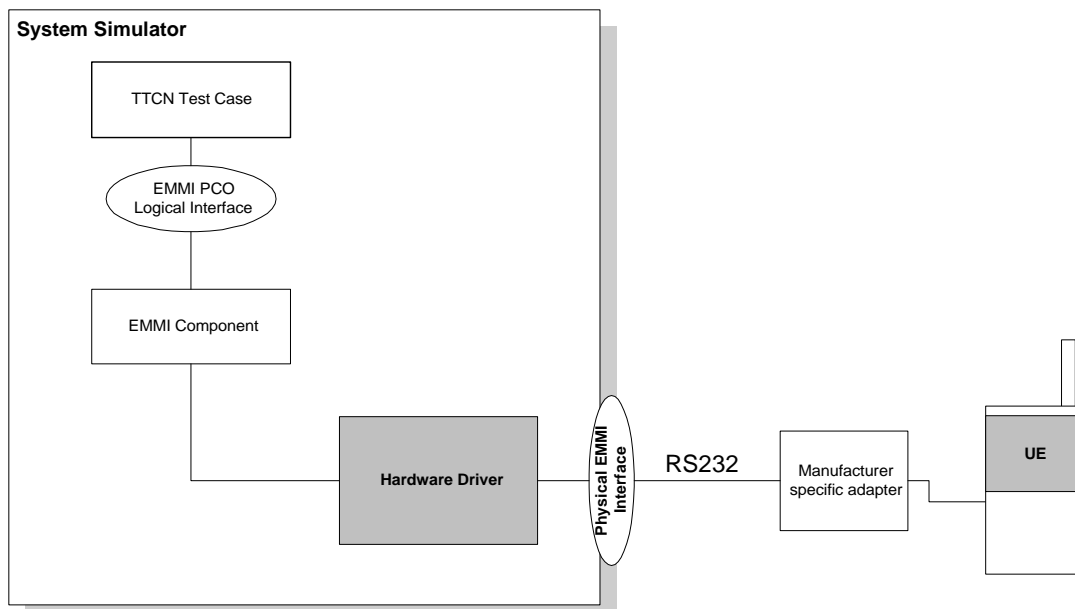 System Simulator
TTCN Test Case
EMMI PCO
Logical Interface
EMMI Component
Hardware Driver
Physical EMMI
Interface
RS232
Manufacturer
specific adapter
UE